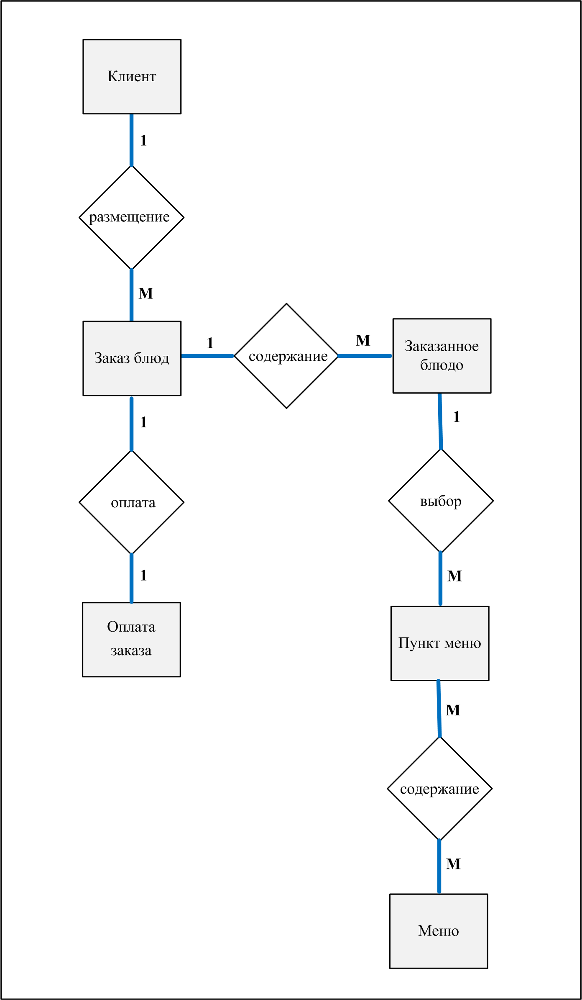 Клиент
1
размещение
М
Заказ блюд
1
содержание
М
Заказанное
блюдо
1
оплата
1
Оплата
заказа
1
выбор
М
Пункт меню
М
содержание
М
Меню